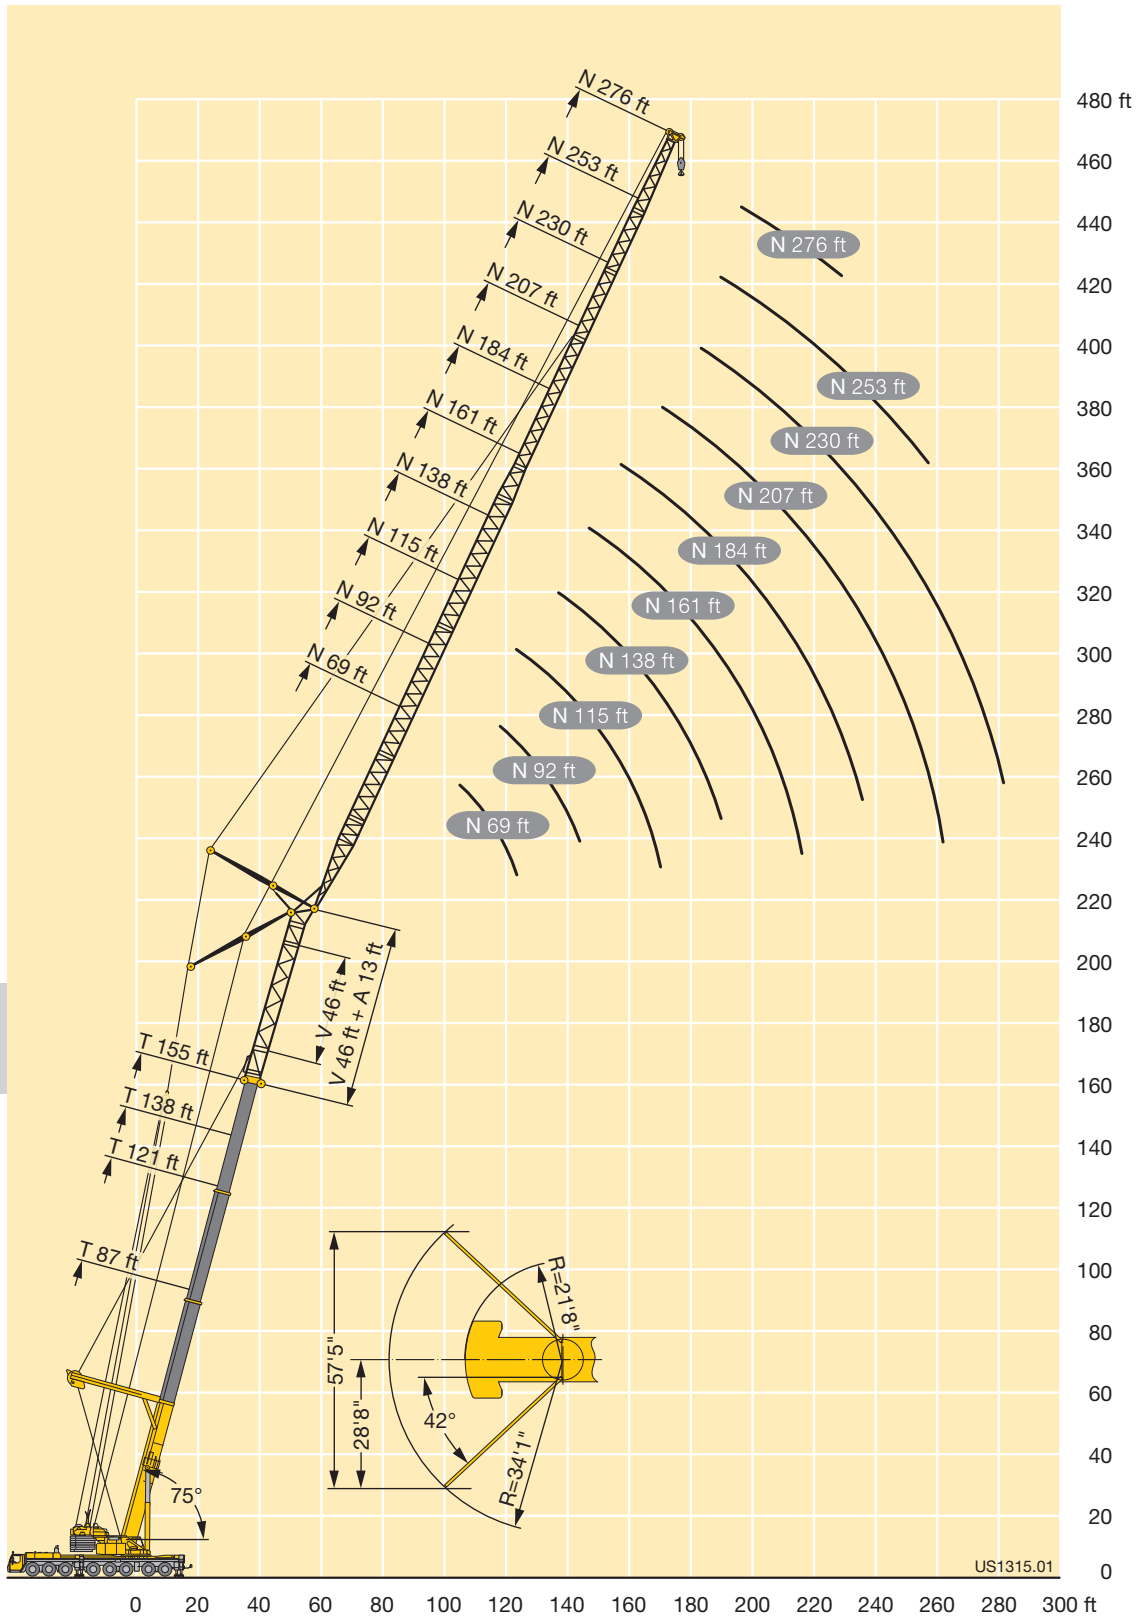 N 276 ft
N 253 ft
N 230 ft
N 207 ft
N 184 ft
N 161 ft
N 138 ft
N 115 ft
N 92 ft
N 69 ft
480 ft
460
440
420
400
380
360
340
320
300
280
260
240
220
200
180
160
140
120
100
80
60
40
20
0
N 276 ft
N 253 ft
N 230 ft
N 207 ft
N 184 ft
N 161 ft
N 138 ft
N 115 ft
N 92 ft
N 69 ft
V 46 ft
V 46 ft + A 13 ft
T 155 ft
T 138 ft
T 121 ft
T 87 ft
75°
57'5"
28'8"
42°
R=21'8"
R=34'1"
US1315.01
0 20 40 60 80 100 120 140 160 180 200 220 240 260 280 300 ft